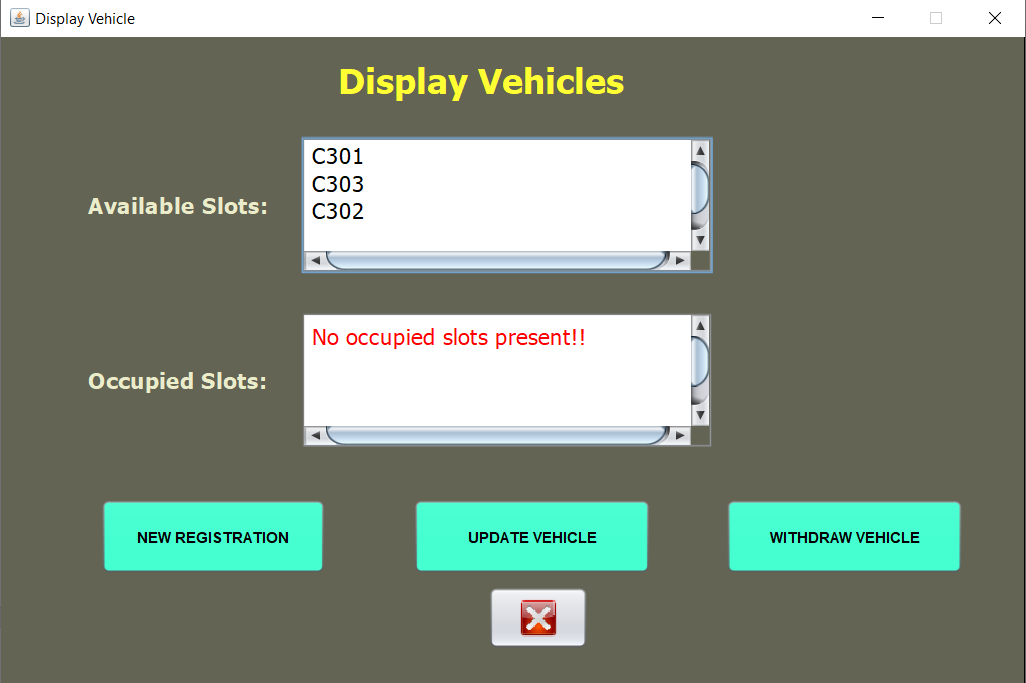 Display Vehicle
Display Vehicles
Available Slots:
C301
C303
C302
Occupied Slots:
No occupied slots present!!
NEW REGISTRATION
UPDATE VEHICLE
WITHDRAW VEHICLE